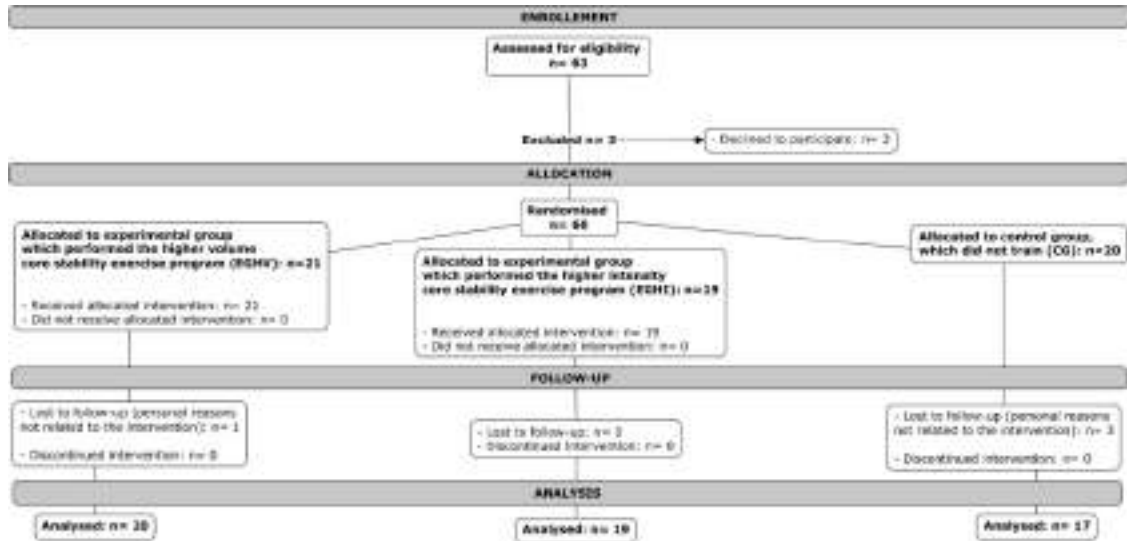 ENROLLEMENT
Assessed for eligibility
n= 63
Excluded n=
- Declined to participate: n=
ALLOCATION
Randomised
n=
Allocated to experimental group
which performed the higher volume
core stability exercise program (EGHV): n=21
- Received allocated intervention: n=
- Did not receive allocated intervention: n= 0
Allocated to experimental group
which performed the higher intensity
core stability exercise program (EGHI): n=19
- Received allocated intervention: n= 19
- Did not receive allocated intervention: n= 0
Allocated to control group,
which did not train (CG): n=20
FOLLOW-UP
- Lost to follow-up (personal reasons
not related to the intervention): n= 1
- Discontinued intervention: n= 0
- Lost to follow-up: n=
- Discontinued intervention: n= 0
- Lost to follow-up (personal reasons
not related to the intervention): n= 3
- Discontinued intervention: n= 0
ANALYSIS
Analysed: n= 20
Analysed: n= 19
Analysed: n= 17